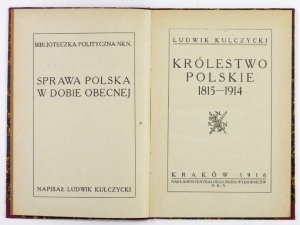 BIBLIOTECZKA POLITYCZNA NKN.
SPRAWA POLSKA
W DOBIE OBECNEJ
NAPISAŁ LUDWIK KULCZYCKI
LUDWIK KULCZYCKI
KRÓLESTWO
POLSKIE
1815—1914
KRAKÓW 1916
NAKŁADEM CENTRALNEGO BIURA WYDAWNICTW
N. K. N.